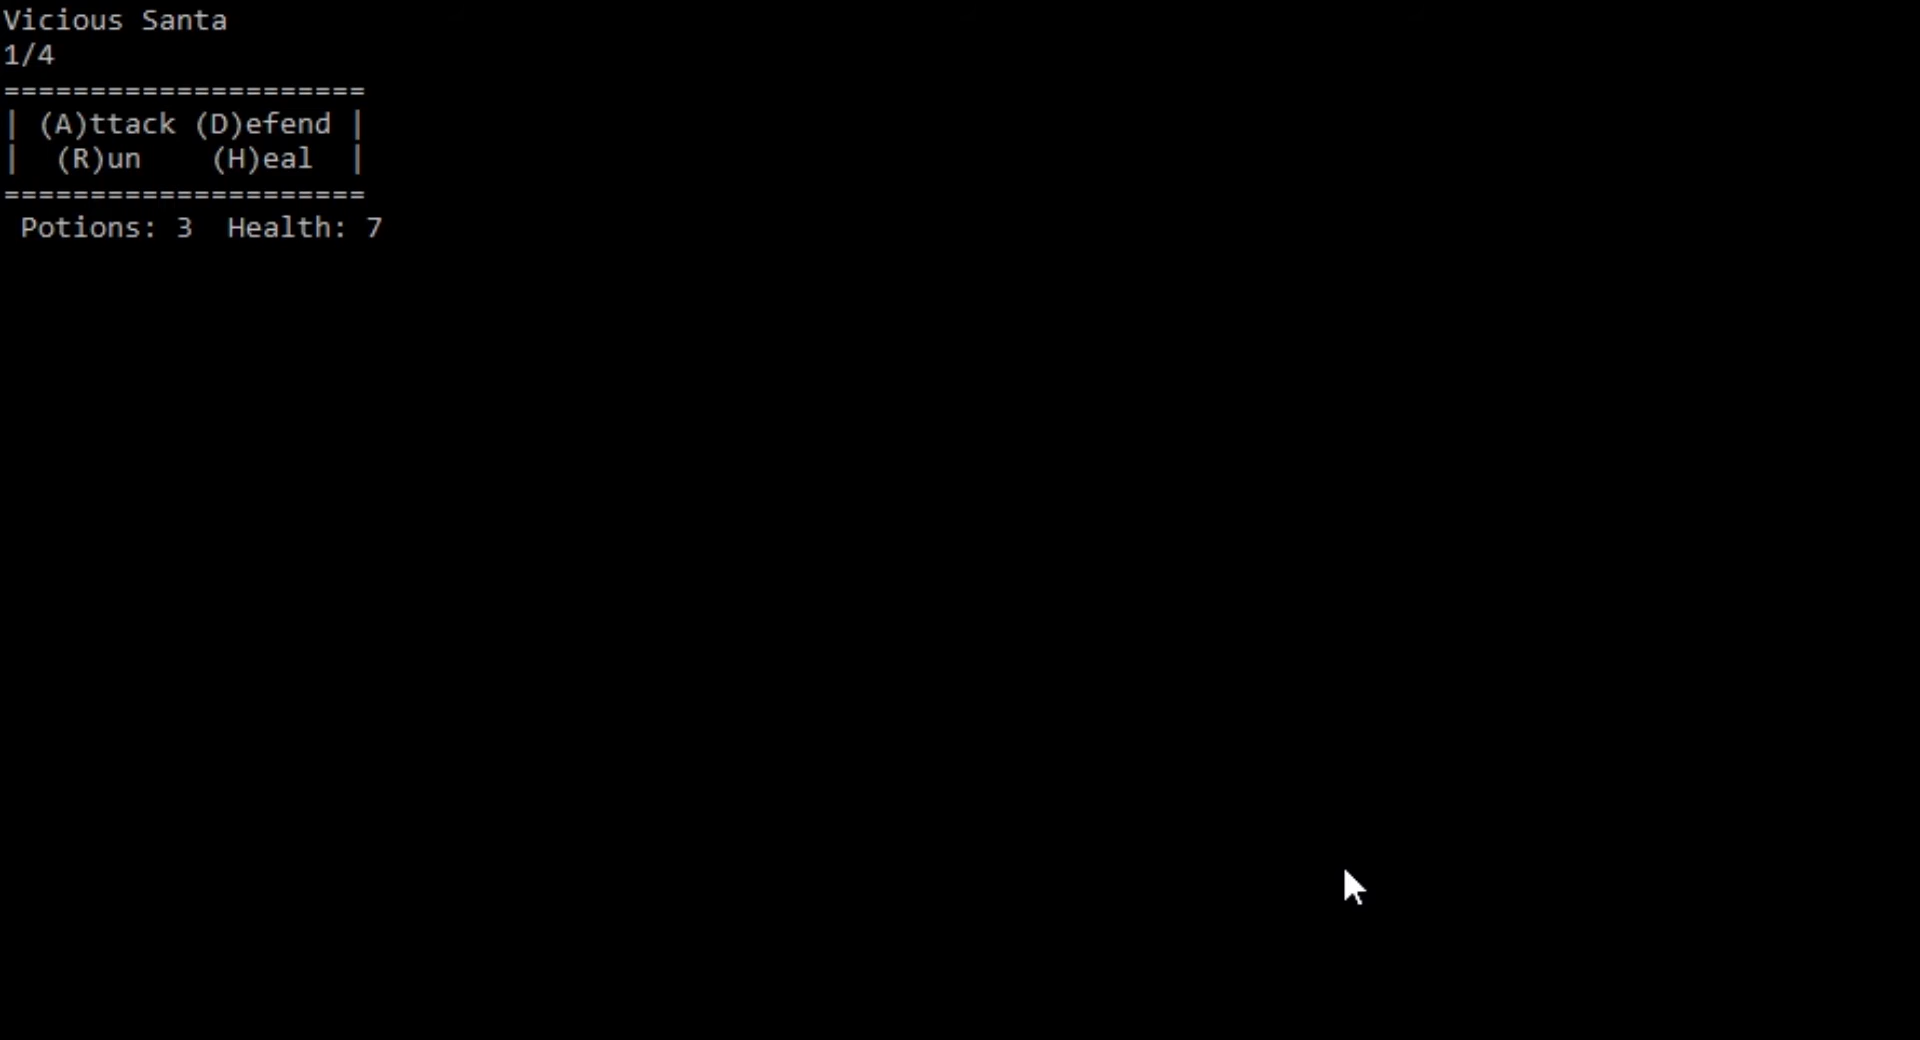 Vicious Santa
1/4
=====================
| (A)ttack (D)efend |
|  (R)un    (H)eal  |
=====================
 Potions: 3  Health: 7